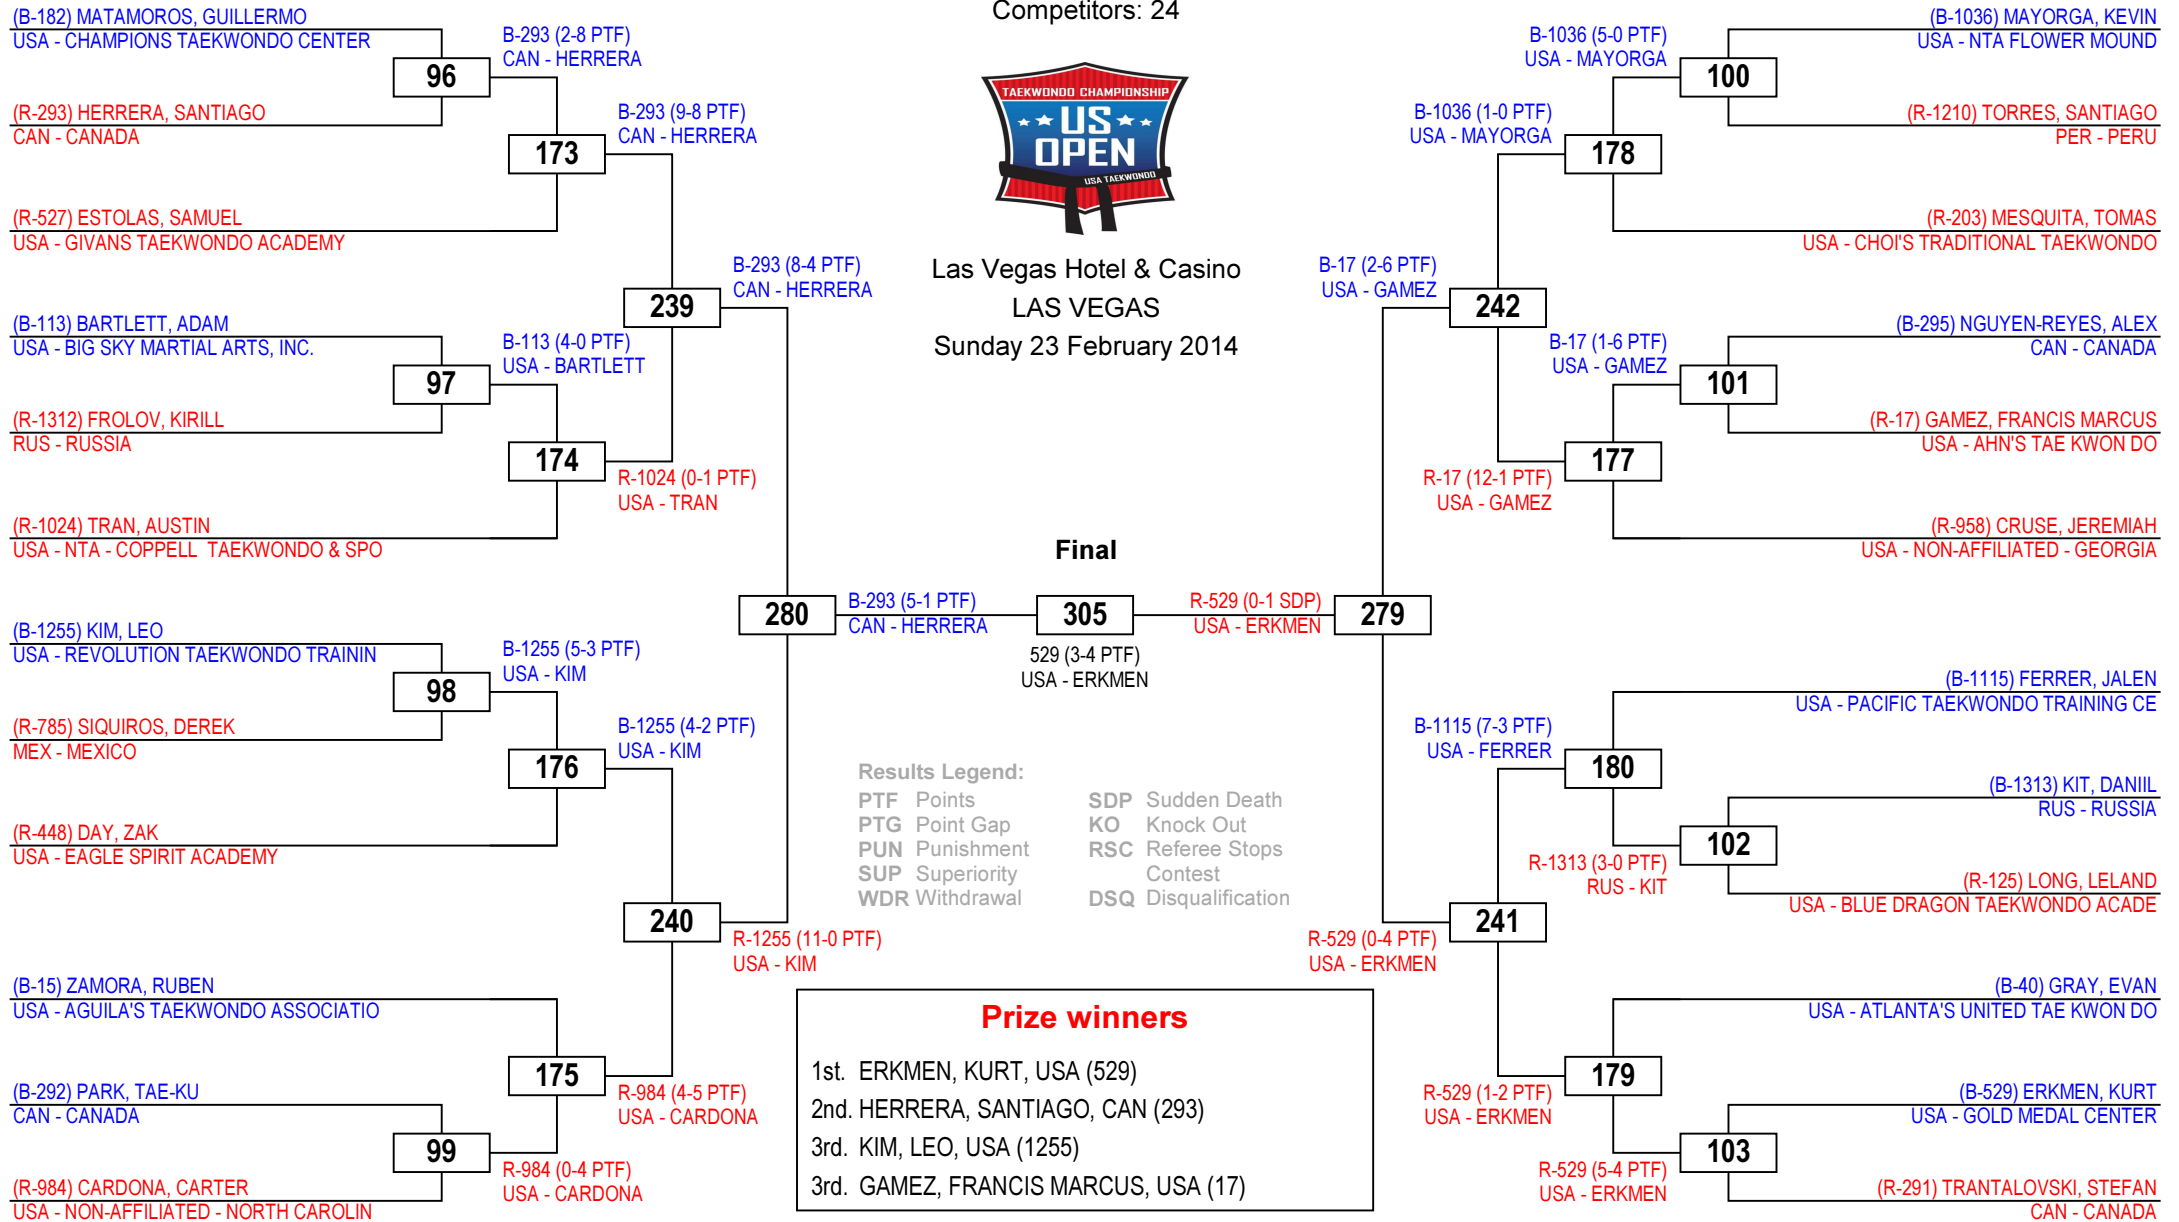 Competitors: 24
(B-182) MATAMOROS, GUILLERMO
USA - CHAMPIONS TAEKWONDO CENTER
96
B-293 (2-8 PTF)
CAN - HERRERA
(R-293) HERRERA, SANTIAGO
CAN - CANADA
B-293 (9-8 PTF)
CAN - HERRERA
173
(R-527) ESTOLAS, SAMUEL
USA - GIVANS TAEKWONDO ACADEMY
B-293 (8-4 PTF)
CAN - HERRERA
239
(B-113) BARTLETT, ADAM
USA - BIG SKY MARTIAL ARTS, INC.
B-113 (4-0 PTF)
USA - BARTLETT
97
(R-1312) FROLOV, KIRILL
RUS - RUSSIA
174
R-1024 (0-1 PTF)
USA - TRAN
(R-1024) TRAN, AUSTIN
USA - NTA - COPPELL  TAEKWONDO & SPO
280
B-293 (5-1 PTF)
CAN - HERRERA
(B-1255) KIM, LEO
USA - REVOLUTION TAEKWONDO TRAININ
B-1255 (5-3 PTF)
USA - KIM
98
(R-785) SIQUIROS, DEREK
MEX - MEXICO
B-1255 (4-2 PTF)
USA - KIM
176
(R-448) DAY, ZAK
USA - EAGLE SPIRIT ACADEMY
240
R-1255 (11-0 PTF)
USA - KIM
(B-15) ZAMORA, RUBEN
USA - AGUILA'S TAEKWONDO ASSOCIATIO
175
R-984 (4-5 PTF)
USA - CARDONA
(B-292) PARK, TAE-KU
CAN - CANADA
99
R-984 (0-4 PTF)
USA - CARDONA
(R-984) CARDONA, CARTER
USA - NON-AFFILIATED - NORTH CAROLIN
TAEKWONDO CHAMPIONSHIP
US
OPEN
USA TAEKWONDO
Las Vegas Hotel & Casino
LAS VEGAS
Sunday 23 February 2014
Final
305
529 (3-4 PTF)
USA - ERKMEN
Results Legend:
PTF Points
SDP Sudden Death
PTG Point Gap
KO Knock Out
PUN Punishment
RSC Referee Stops
SUP Superiority
Contest
WDR Withdrawal
DSQ Disqualification
Prize winners
1st. ERKMEN, KURT, USA (529)
2nd. HERRERA, SANTIAGO, CAN (293)
3rd. KIM, LEO, USA (1255)
3rd. GAMEZ, FRANCIS MARCUS, USA (17)
(B-1036) MAYORGA, KEVIN
USA - NTA FLOWER MOUND
B-1036 (5-0 PTF)
USA - MAYORGA
100
(R-1210) TORRES, SANTIAGO
PER - PERU
B-1036 (1-0 PTF)
USA - MAYORGA
178
(R-203) MESQUITA, TOMAS
USA - CHOI'S TRADITIONAL TAEKWONDO
B-17 (2-6 PTF)
USA - GAMEZ
242
(B-295) NGUYEN-REYES, ALEX
CAN - CANADA
B-17 (1-6 PTF)
USA - GAMEZ
101
(R-17) GAMEZ, FRANCIS MARCUS
USA - AHN'S TAE KWON DO
177
R-17 (12-1 PTF)
USA - GAMEZ
(R-958) CRUSE, JEREMIAH
USA - NON-AFFILIATED - GEORGIA
R-529 (0-1 SDP)
USA - ERKMEN
279
(B-1115) FERRER, JALEN
USA - PACIFIC TAEKWONDO TRAINING CE
B-1115 (7-3 PTF)
USA - FERRER
180
(B-1313) KIT, DANIIL
RUS - RUSSIA
102
R-1313 (3-0 PTF)
RUS - KIT
(R-125) LONG, LELAND
USA - BLUE DRAGON TAEKWONDO ACADE
241
R-529 (0-4 PTF)
USA - ERKMEN
(B-40) GRAY, EVAN
USA - ATLANTA'S UNITED TAE KWON DO
179
R-529 (1-2 PTF)
USA - ERKMEN
(B-529) ERKMEN, KURT
USA - GOLD MEDAL CENTER
103
R-529 (5-4 PTF)
USA - ERKMEN
(R-291) TRANTALOVSKI, STEFAN
CAN - CANADA